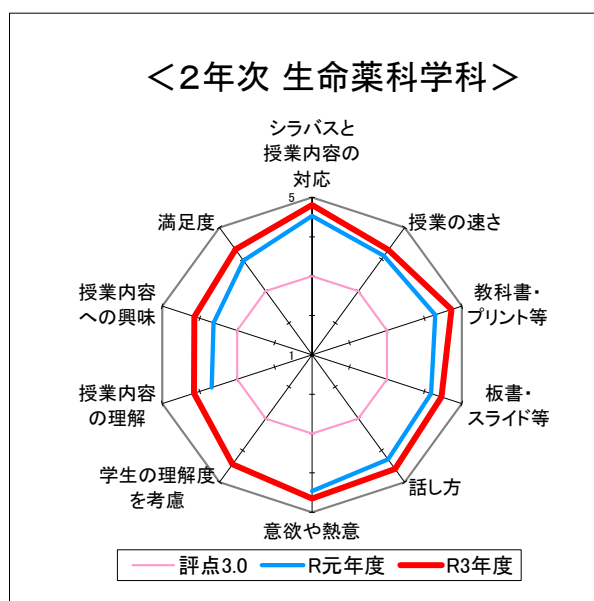 ＜2年次 生命薬科学科＞
シラバスと
授業内容の
対応
5
満足度
授業の速さ
授業内容
への興味
教科書・
プリント等
1
授業内容
の理解
板書・
スライド等
学生の理解度
を考慮
話し方
意欲や熱意
評点3.0
R元年度
R3年度